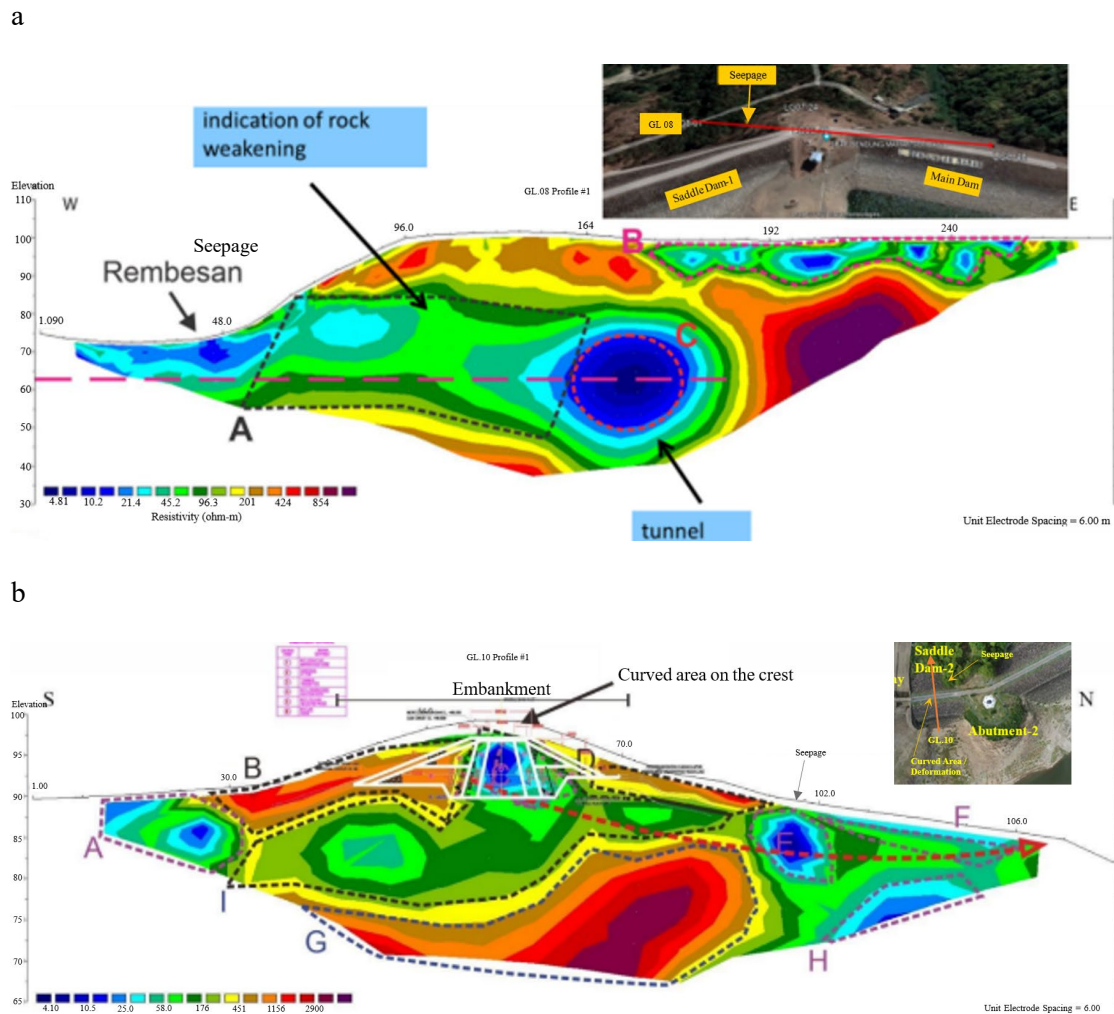 a
Seepage
GL 08
Saddle Dam-1
Main Dam
indication of rock
weakening
Elevation
W
GL.08 Profile #1
E
110
100
90
80
70
60
50
40
30
Seepage
Rembesan
1.090
48.0
96.0
164
192
240
A
B
C
tunnel
4.81
10.2
21.4
45.2
96.3
201
424
854
Resistivity (ohm-m)
Unit Electrode Spacing = 6.00 m
b
GL.10 Profile #1
Curved area on the crest
Embankment
S
N
Elevation
100
95
90
85
80
75
70
65
Saddle
Dam-2
Seepage
Abutment-2
GL.10
Curved Area
Deformation
1.00
30.0
70.0
Seepage
102.0
106.0
A
B
D
E
F
G
H
I
4.10
10.5
25.0
58.0
176
451
1156
2900
Unit Electrode Spacing = 6.00